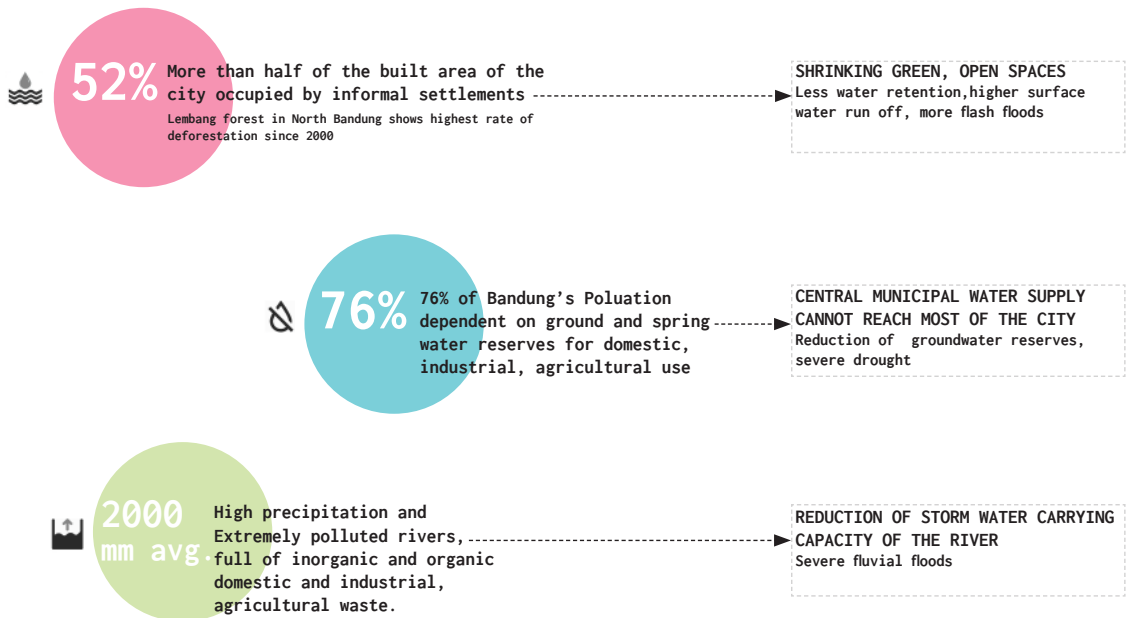 52%
More than half of the built area of the
city occupied by informal settlements
Lembang forest in North Bandung shows highest rate of
deforestation since 2000
SHRINKING GREEN, OPEN SPACES
Less water retention,higher surface
water run off, more flash floods
76%
76% of Bandung’s Poluation
dependent on ground and spring
water reserves for domestic,
industrial, agricultural use
CENTRAL MUNICIPAL WATER SUPPLY
CANNOT REACH MOST OF THE CITY
Reduction of  groundwater reserves,
severe drought
2000
mm avg.
High precipitation and
Extremely polluted rivers,
full of inorganic and organic
domestic and industrial,
agricultural waste.
REDUCTION OF STORM WATER CARRYING
CAPACITY OF THE RIVER
Severe fluvial floods